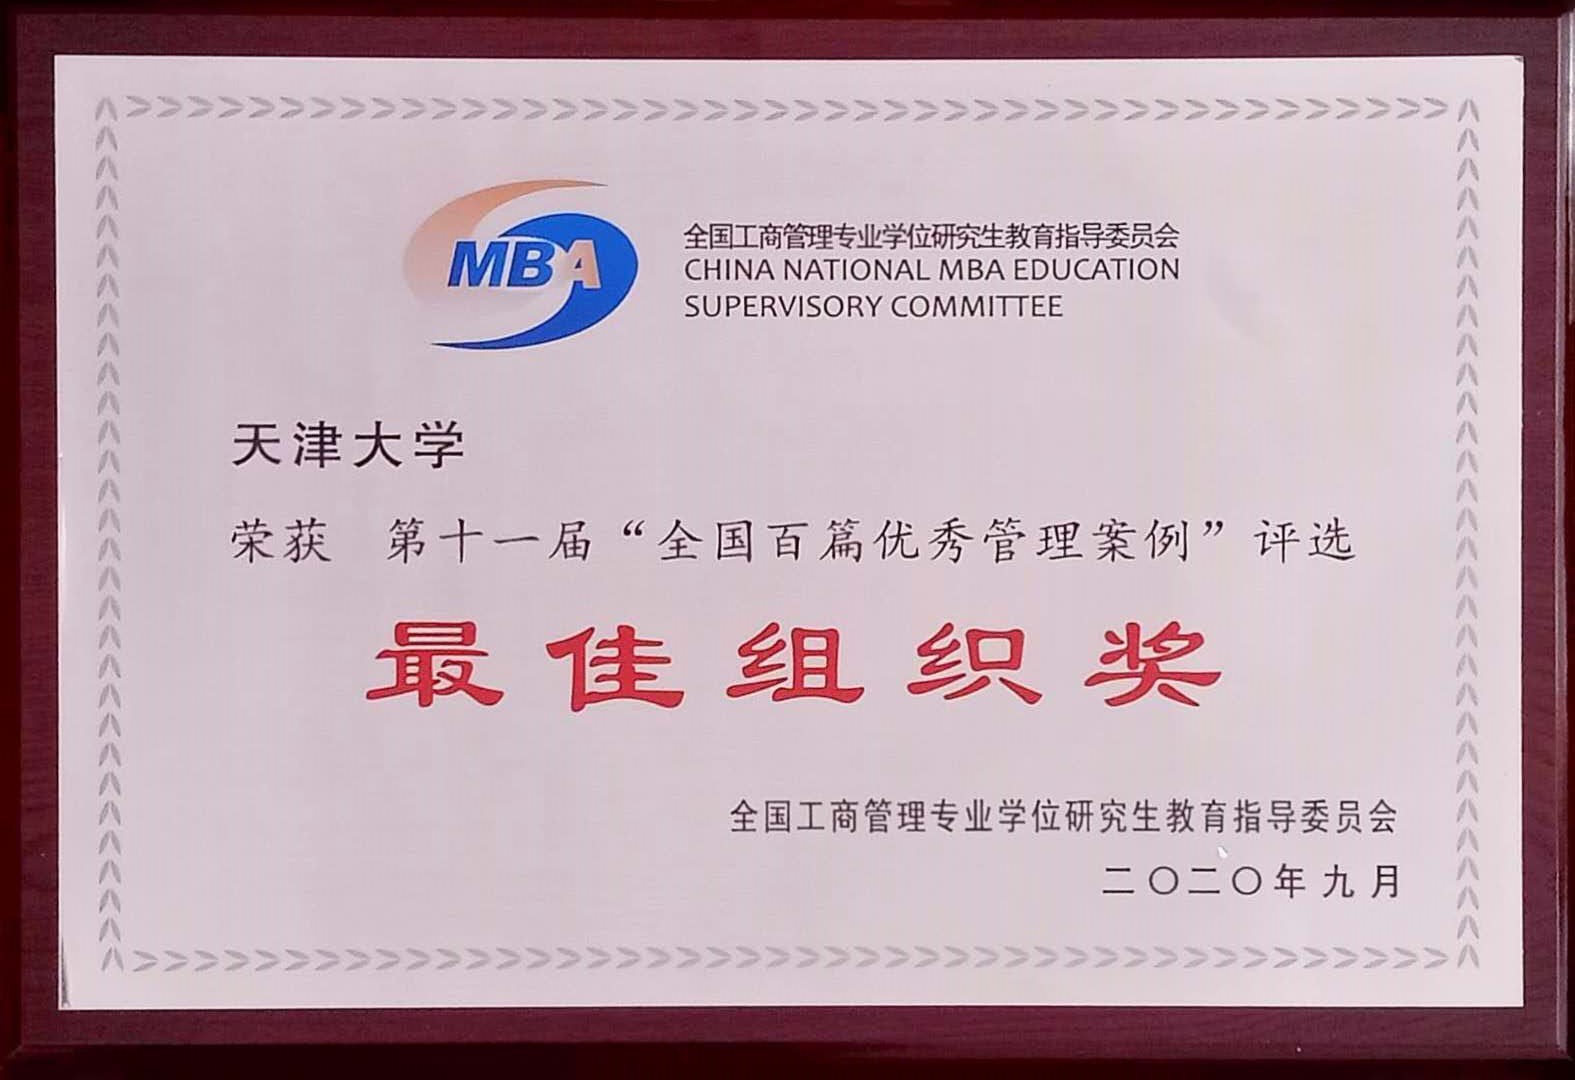 MBA
全国工商管理专业学位研究生教育指导委员会
CHINA NATIONAL MBA EDUCATION
SUPERVISORY COMMITTEE
天津大学
荣获 第十一届“全国百篇优秀管理案例”评选
最佳组织奖
全国工商管理专业学位研究生教育指导委员会
二〇二〇年九月